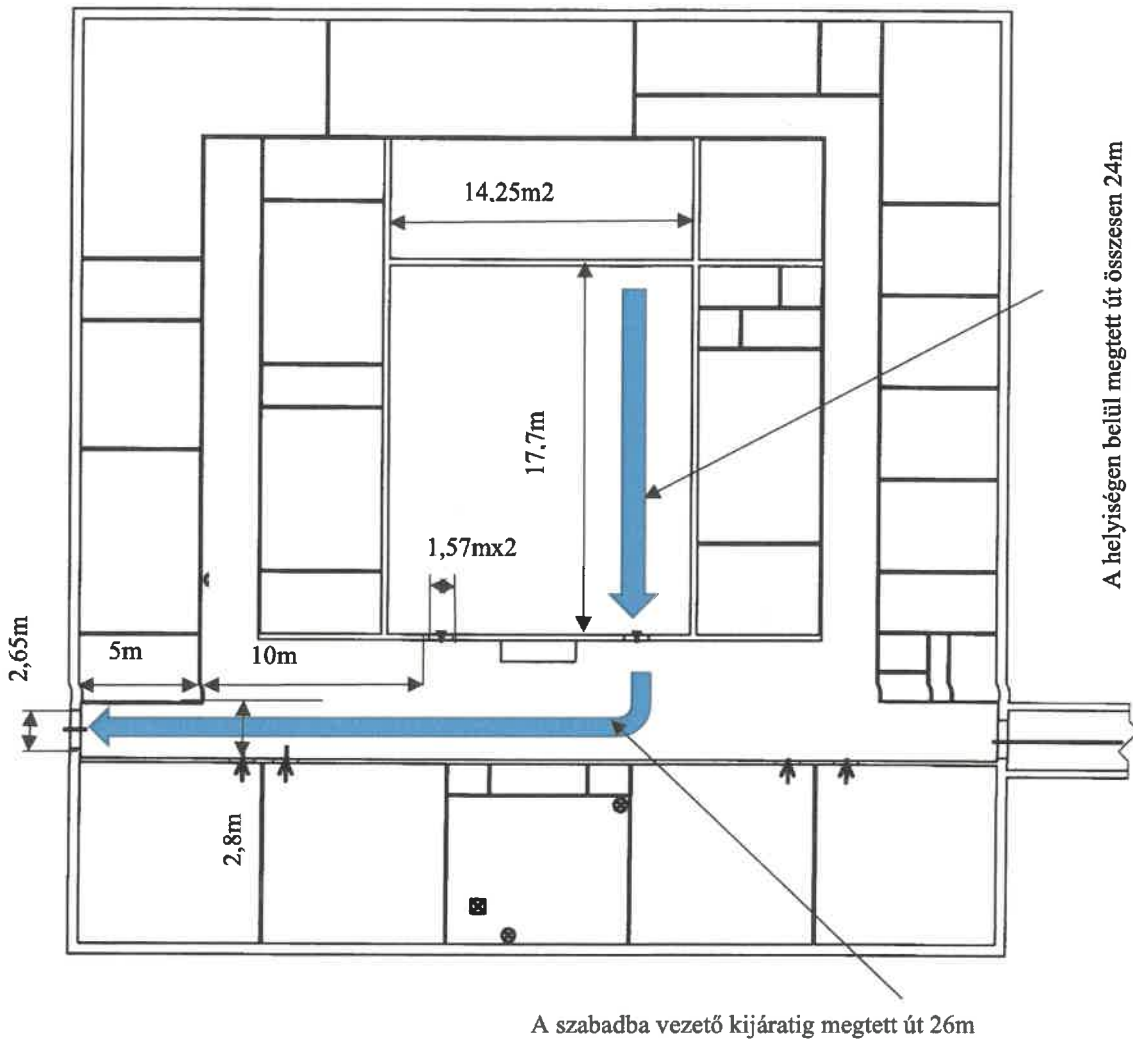 14,25m2
17.7m
1,57mx2
2,65m
5m
10m
2,8m
A helyiségen belül megtett út összesen 24m
A szabadba vezető kijáratig megtett út 26m